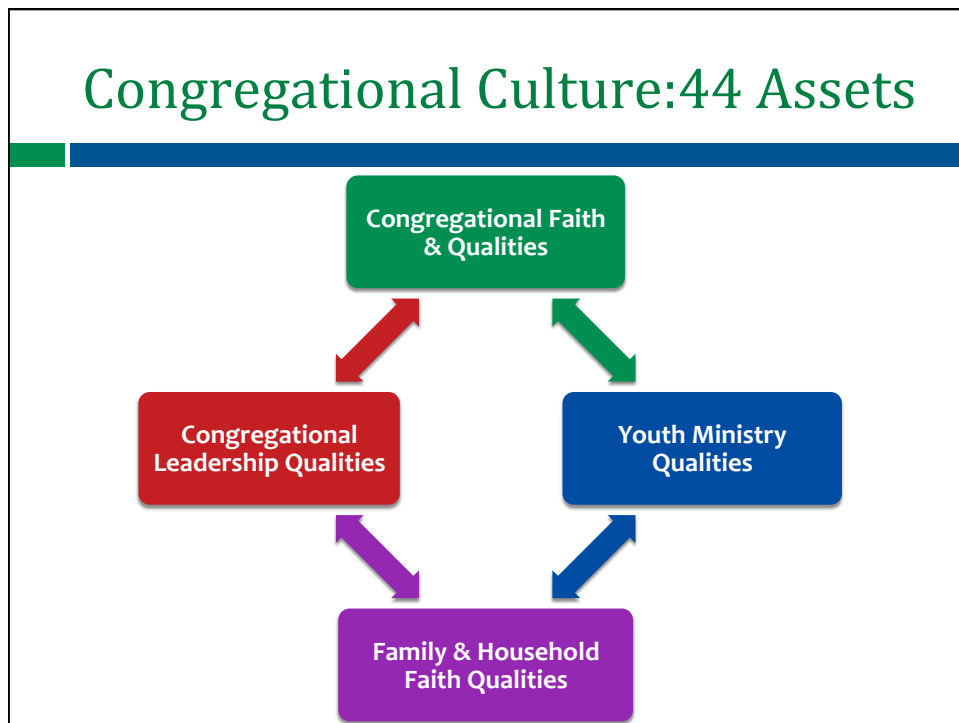 Congregational Culture:44 Assets
Congregational Faith
& Qualities
Congregational
Leadership Qualities
Youth Ministry
Qualities
Family & Household
Faith Qualities